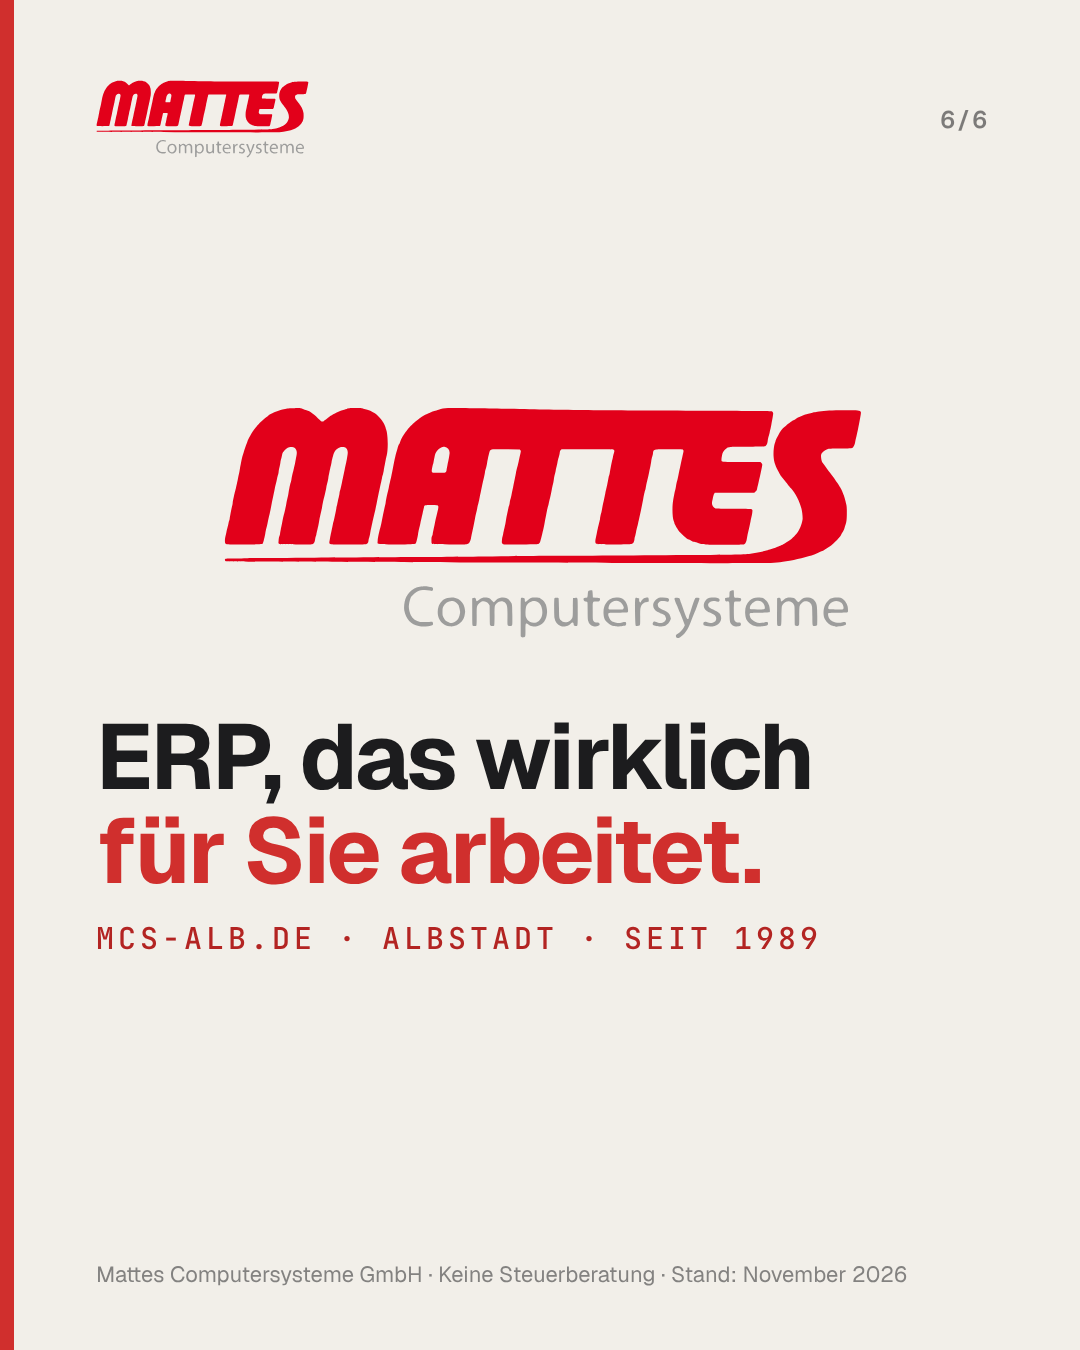 MATTES
Computersysteme
6/6
MATTES
Computersysteme
ERP, das wirklich
für Sie arbeitet.
MCS-ALB.DE · ALBSTADT · SEIT 1989
Mattes Computersysteme GmbH · Keine Steuerberatung · Stand: November 2026